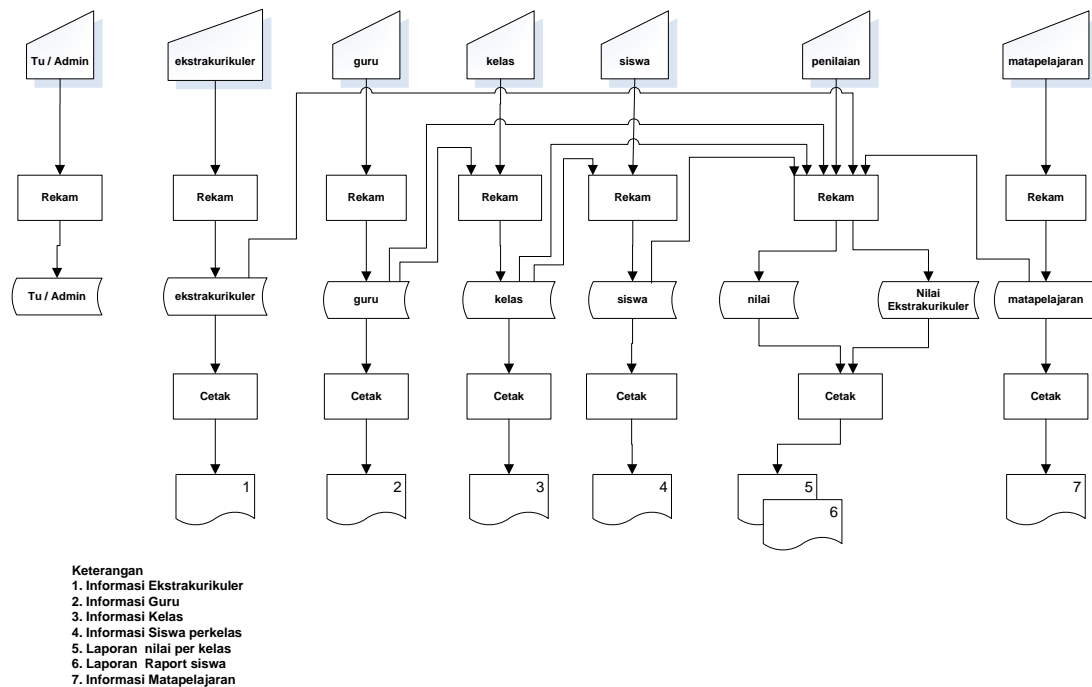 Tu / Admin
ekstrakurikuler
guru
kelas
siswa
penilaian
matapelajaran
Rekam
Rekam
Rekam
Rekam
Rekam
Rekam
Rekam
Tu / Admin
ekstrakurikuler
guru
kelas
siswa
nilai
Nilai
Ekstrakurikuler
matapelajaran
Cetak
Cetak
Cetak
Cetak
Cetak
Cetak
1
2
3
4
5
6
7
Keterangan
1. Informasi Ekstrakurikuler
2. Informasi Guru
3. Informasi Kelas
4. Informasi Siswa perkelas
5. Laporan nilai per kelas
6. Laporan Raport siswa
7. Informasi Matapelajaran